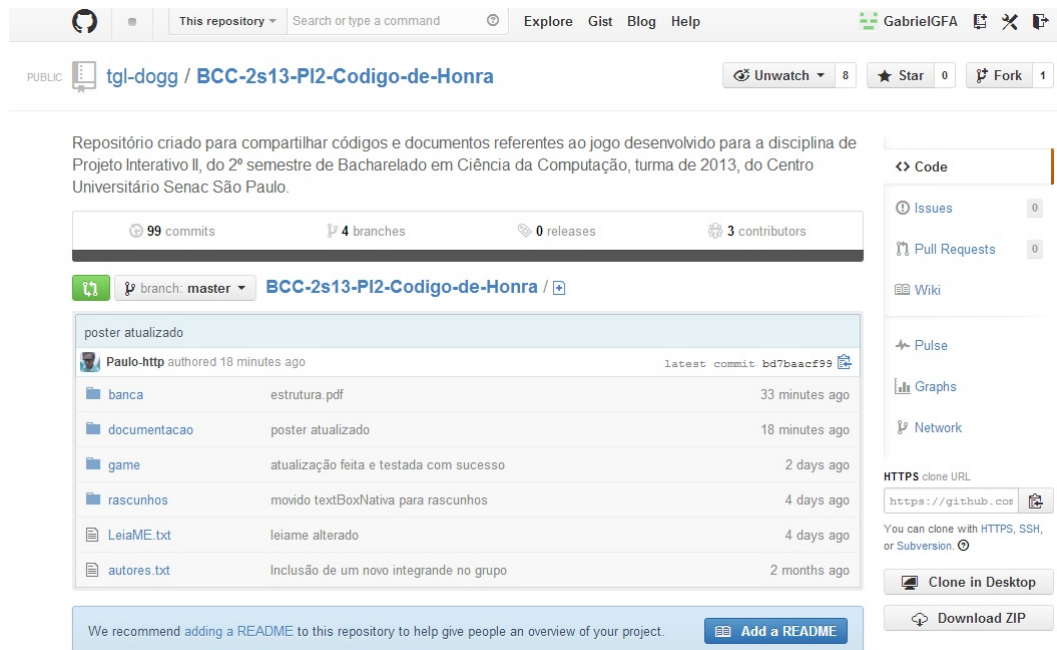 This repository Search or type a command Explore Gist Blog Help GabrielGFA
PUBLIC tgl-dogg / BCC-2s13-PI2-Codigo-de-Honra Unwatch 8 Star 0 Fork 1
Repositório criado para compartilhar códigos e documentos referentes ao jogo desenvolvido para a disciplina de
Projeto Interativo II, do 2º semestre de Bacharelado em Ciência da Computação, turma de 2013, do Centro
Universitário Senac São Paulo.
99 commits 4 branches 0 releases 3 contributors
branch: master BCC-2s13-PI2-Codigo-de-Honra /
poster atualizado
Paulo-http authored 18 minutes ago latest commit bd7baacf99
banca estrutura.pdf 33 minutes ago
documentacao poster atualizado 18 minutes ago
game atualização feita e testada com sucesso 2 days ago
rascunhos movido textBoxNativa para rascunhos 4 days ago
LeiaME.txt leiame alterado 4 days ago
autores.txt Inclusão de um novo integrande no grupo 2 months ago
We recommend adding a README to this repository to help give people an overview of your project. Add a README
Code
Issues 0
Pull Requests 0
Wiki
Pulse
Graphs
Network
HTTPS clone URL
https://github.com
You can clone with HTTPS, SSH,
or Subversion.
Clone in Desktop
Download ZIP